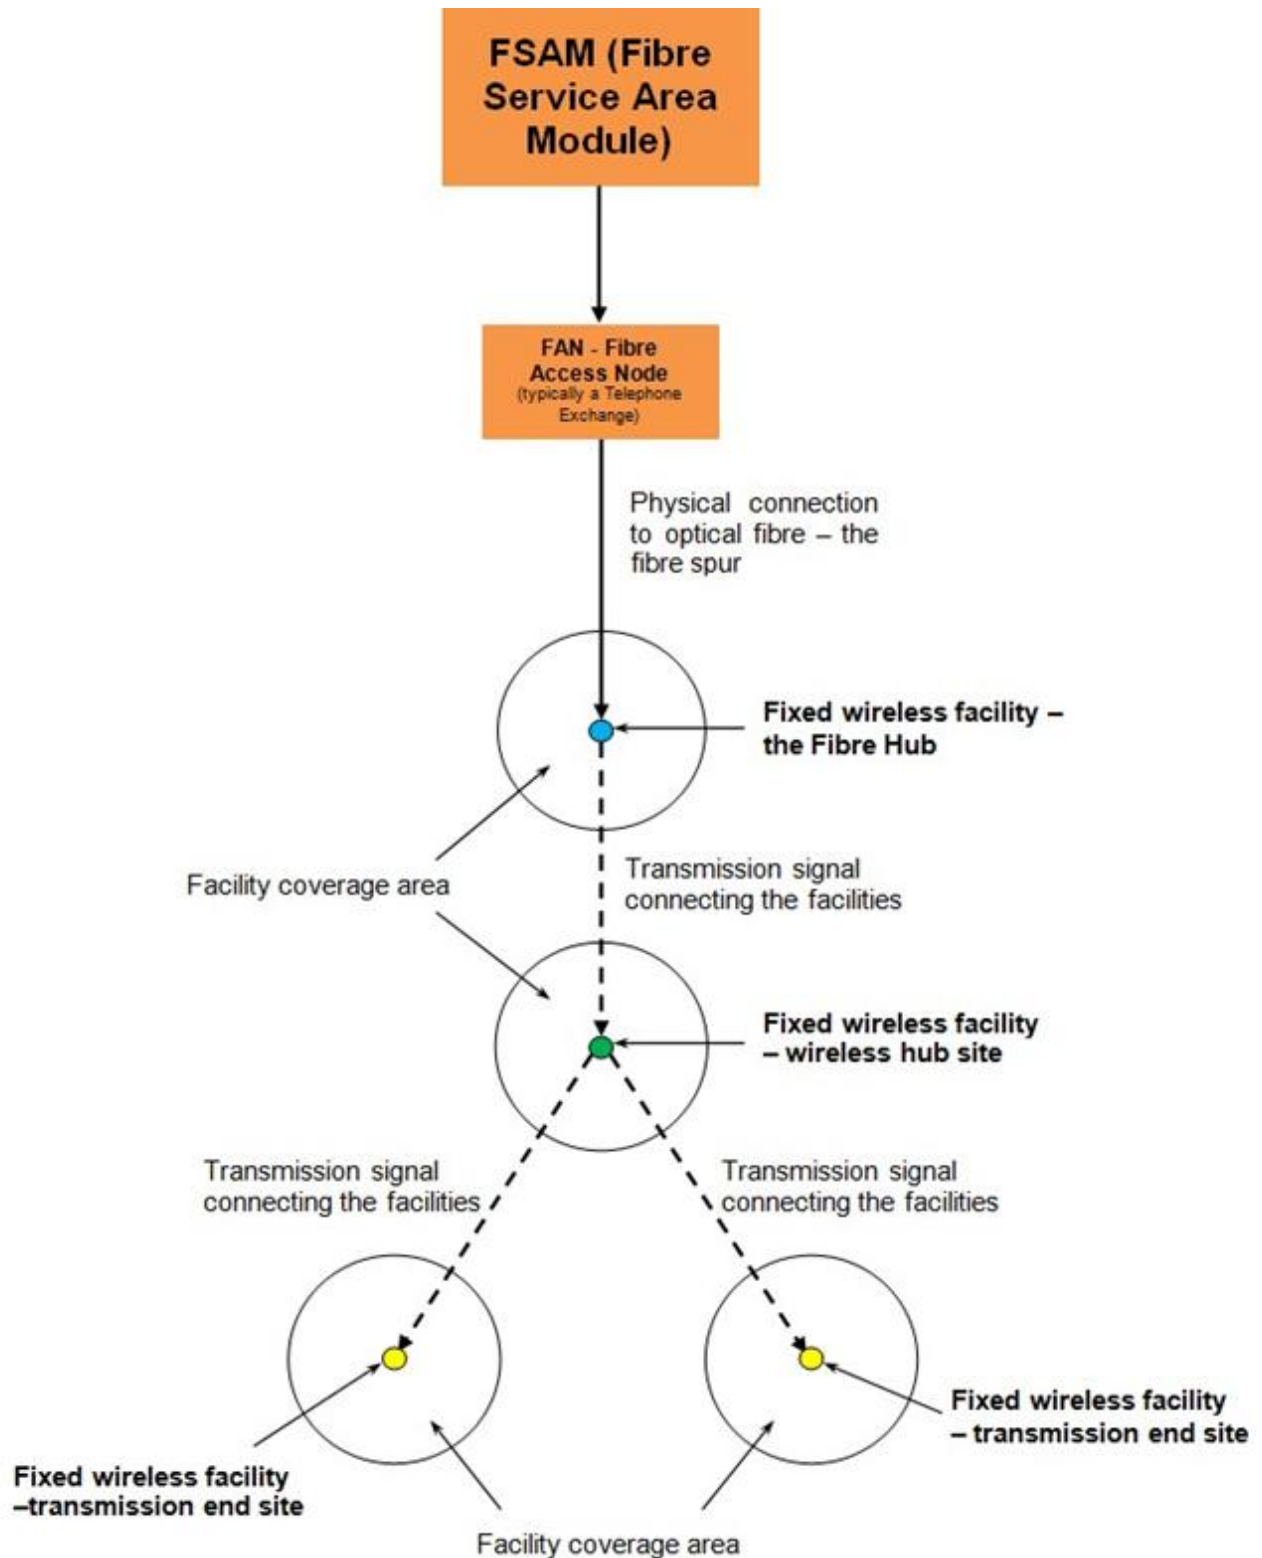 FSAM (Fibre
Service Area
Module)
FAN - Fibre
Access Node
(typically a Telephone
Exchange)
Physical connection
to optical fibre – the
fibre spur
Fixed wireless facility –
the Fibre Hub
Transmission signal
connecting the facilities
Facility coverage area
Fixed wireless facility
– wireless hub site
Transmission signal
connecting the facilities
Transmission signal
connecting the facilities
Fixed wireless facility
– transmission end site
Fixed wireless facility
–transmission end site
Facility coverage area